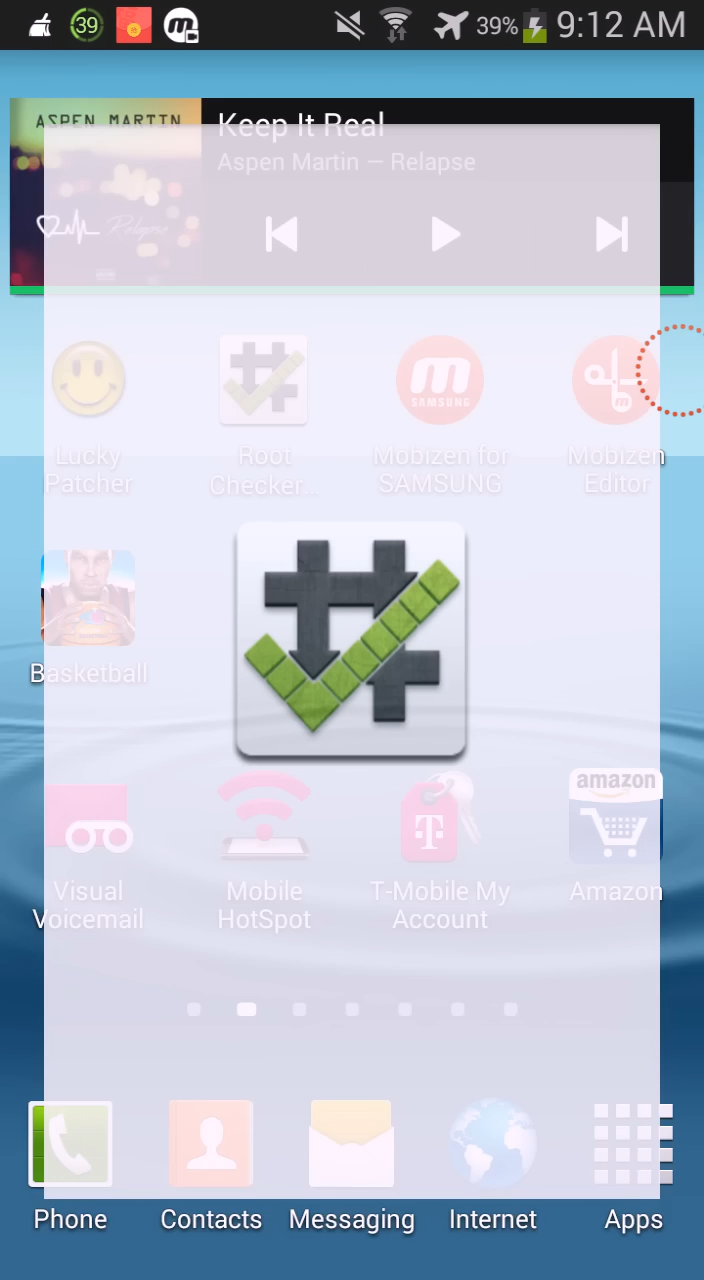 39
39%
9:12 AM
ASPEN MARTIN
Keep It Real
Aspen Martin — Relapse
Relapse
m
SAMSUNG
m
Lucky
Patcher
Root
Checker...
Mobizen for
SAMSUNG
Mobizen
Editor
Basketball
T
amazon
Visual
Voicemail
Mobile
HotSpot
T-Mobile My
Account
Amazon
Phone
Contacts
Messaging
Internet
Apps